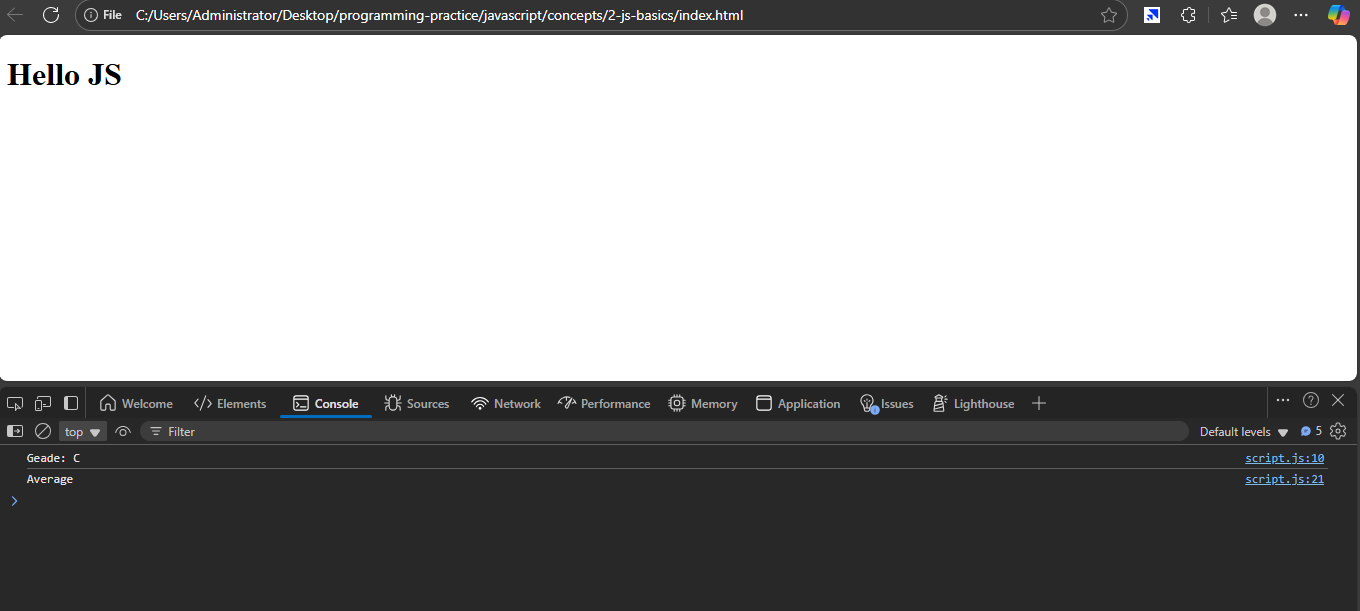 File C:/Users/Administrator/Desktop/programming-practice/javascript/concepts/2-js-basics/index.html
Hello JS
Welcome Elements Console Sources Network Performance Memory Application Issues Lighthouse
top Filter Default levels 5
Geade: C script.js:10
Average script.js:21